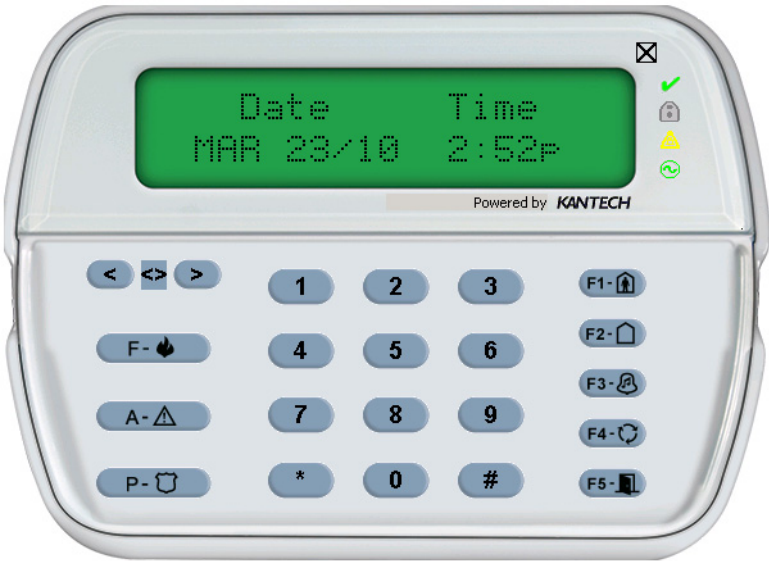 Date Time
MAR 23/10 2:52p
Powered by KANTECH
< <> >
1 2 3
F1-
F-
4 5 6
F2-
F3-
A-
7 8 9
F4-
P-
* 0 #
F5-